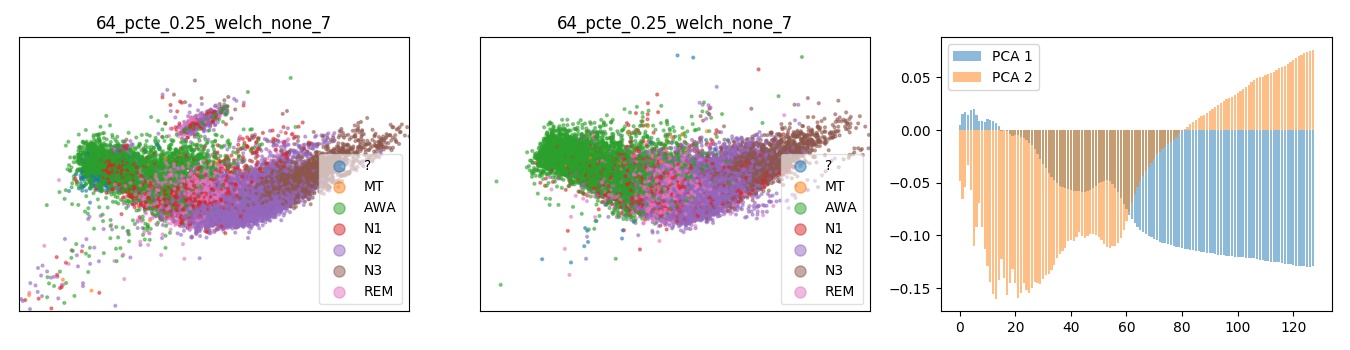 64_pcte_0.25_welch_none_7
?
MT
AWA
N1
N2
N3
REM
64_pcte_0.25_welch_none_7
?
MT
AWA
N1
N2
N3
REM
PCA 1
PCA 2
0.05
0.00
−0.05
−0.10
−0.15
0 20 40 60 80 100 120